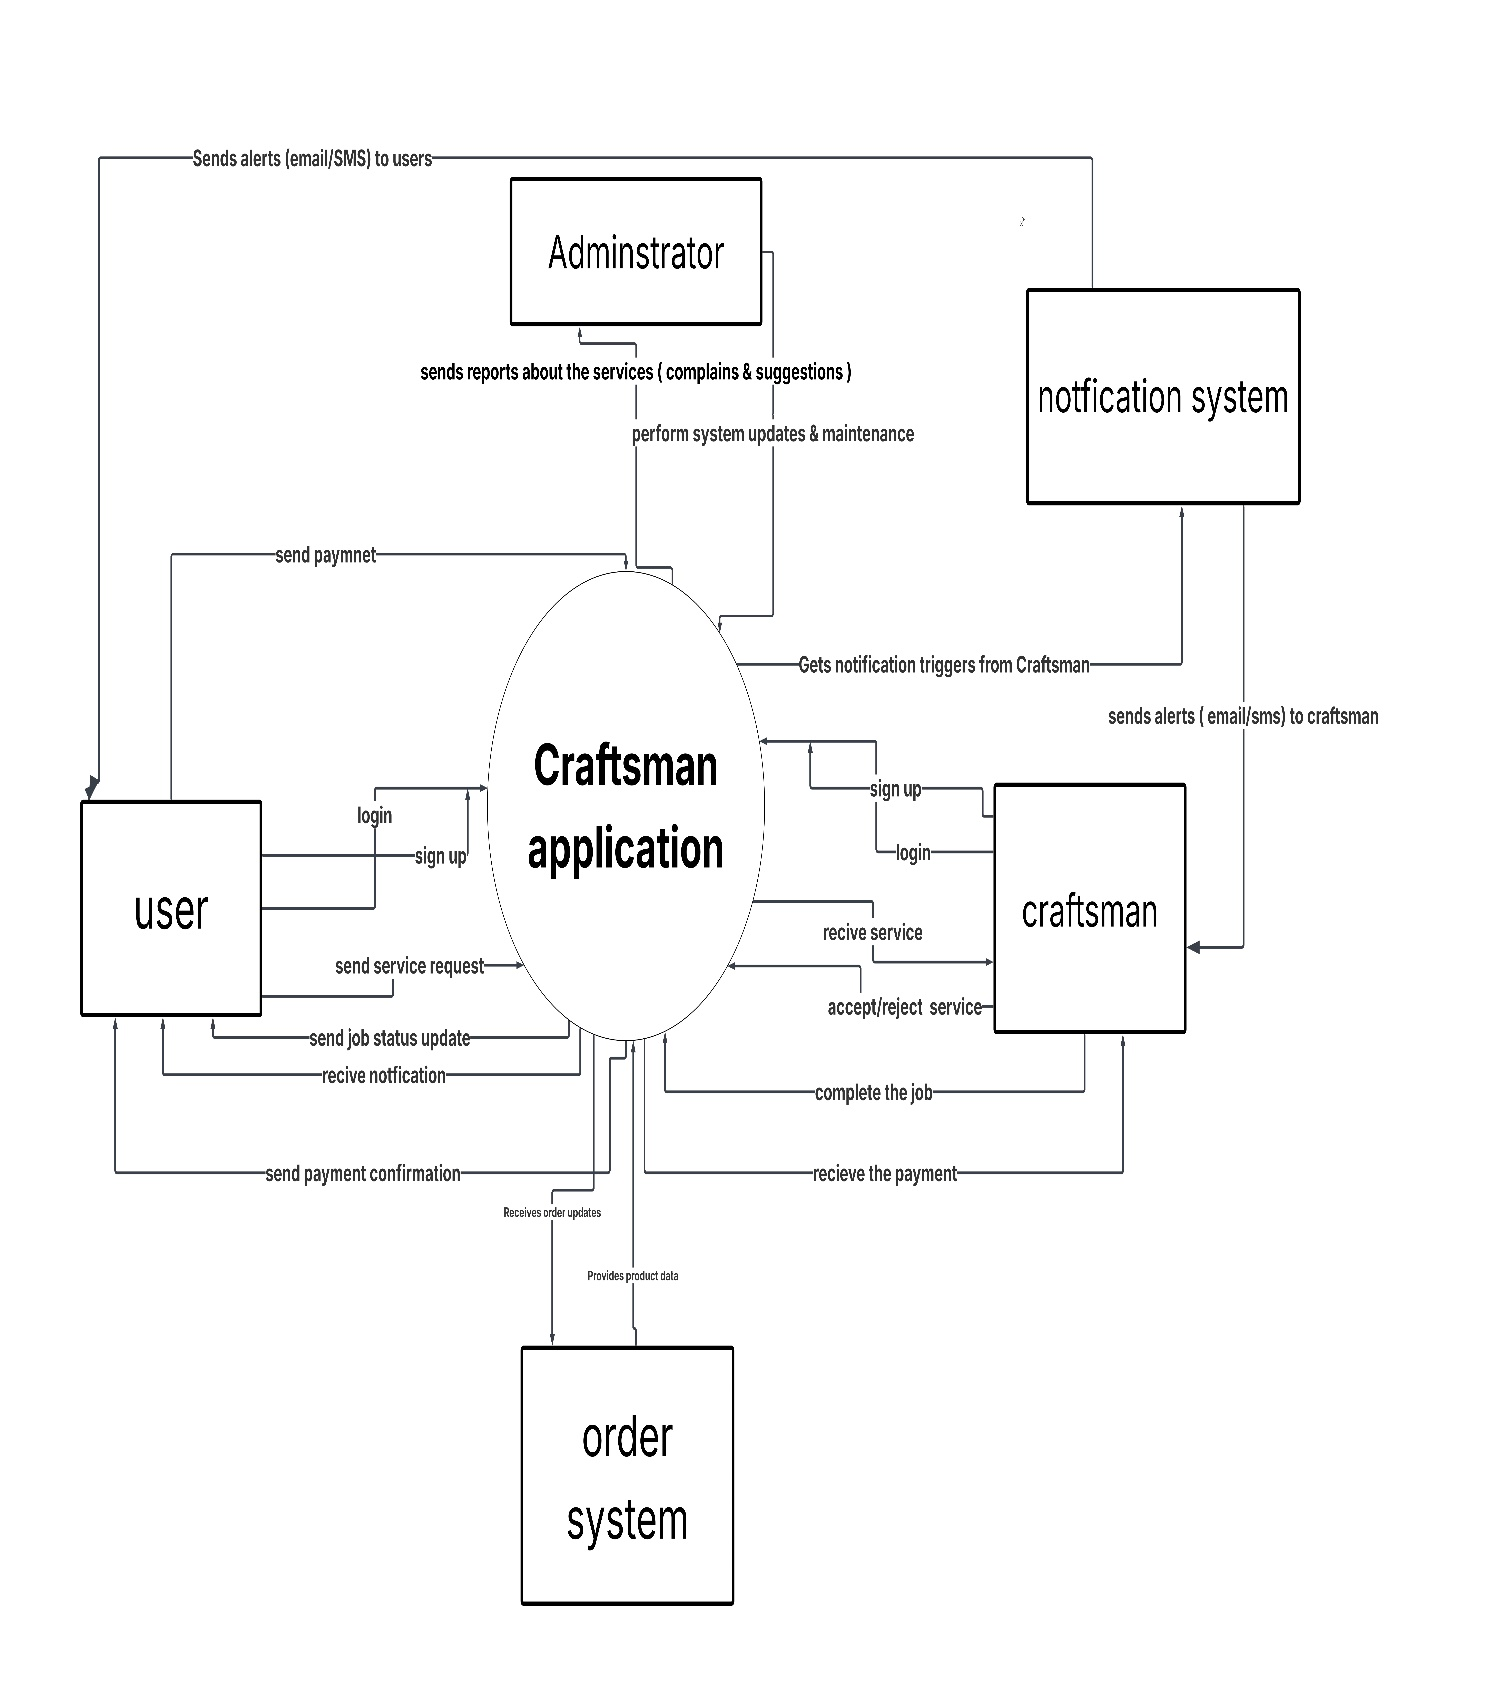 Sends alerts (email/SMS) to users
Adminstrator
notfication system
sends reports about the services ( complains & suggestions )
perform system updates & maintenance
send paymnet
Gets notification triggers from Craftsman
sends alerts ( email/sms) to craftsman
Craftsman
application
sign up
login
login
sign up
user
craftsman
recive service
send service request
accept/reject service
send job status update
recive notfication
complete the job
send payment confirmation
recieve the payment
Receives order updates
Provides product data
order
system